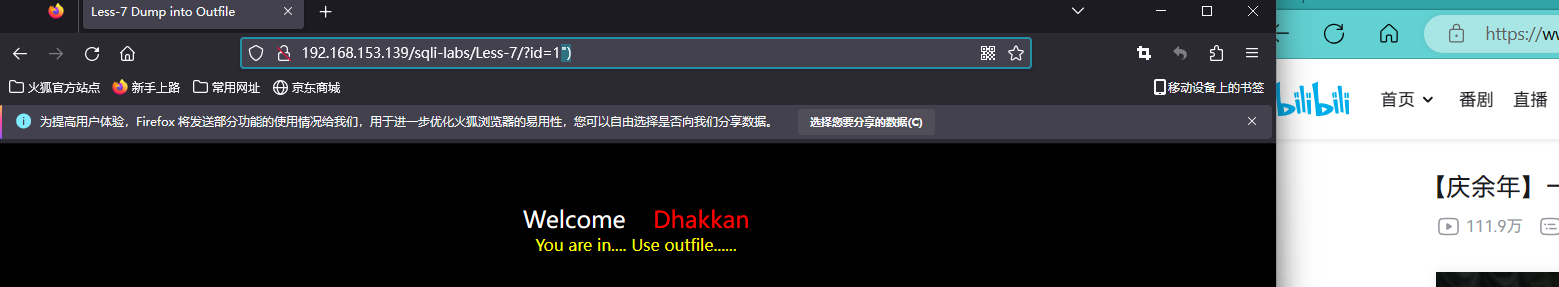 Less-7 Dump into Outfile
192.168.153.139/sqli-labs/Less-7/?id=1")
https://w
火狐官方站点 新手上路 常用网址 京东商城 移动设备上的书签
bilibili 首页 番剧 直播
为提高用户体验，Firefox 将发送部分功能的使用情况给我们，用于进一步优化火狐浏览器的易用性，您可以自由选择是否向我们分享数据。 选择您要分享的数据(C)
【庆余年】一
Welcome Dhakkan
111.9万
You are in.... Use outfile......